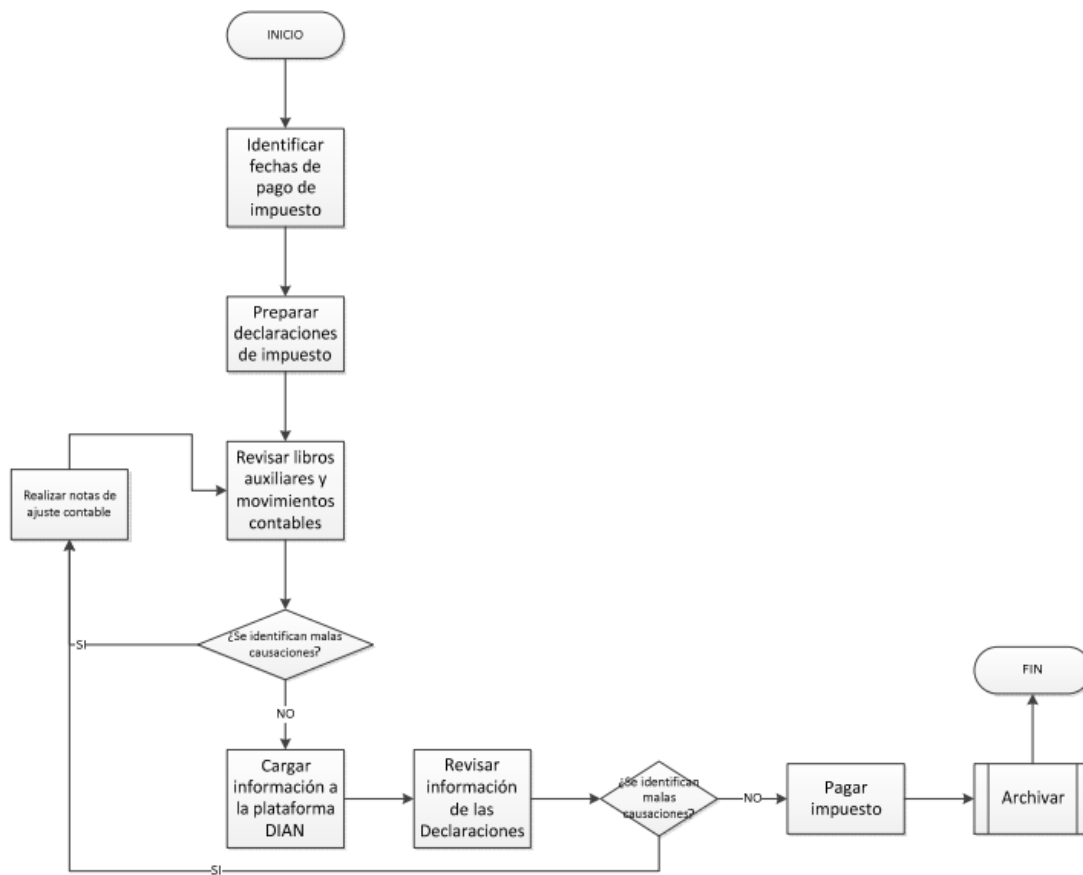 INICIO
Identificar
fechas de
pago de
impuesto
Preparar
declaraciones
de impuesto
Revisar libros
auxiliares y
movimientos
contables
Realizar notas de
ajuste contable
¿Se identifican malas
causaciones?
SI
NO
Cargar
información a
la plataforma
DIAN
Revisar
información
de las
Declaraciones
¿Se identifican
malas
causaciones?
NO
Pagar
impuesto
Archivar
FIN
SI